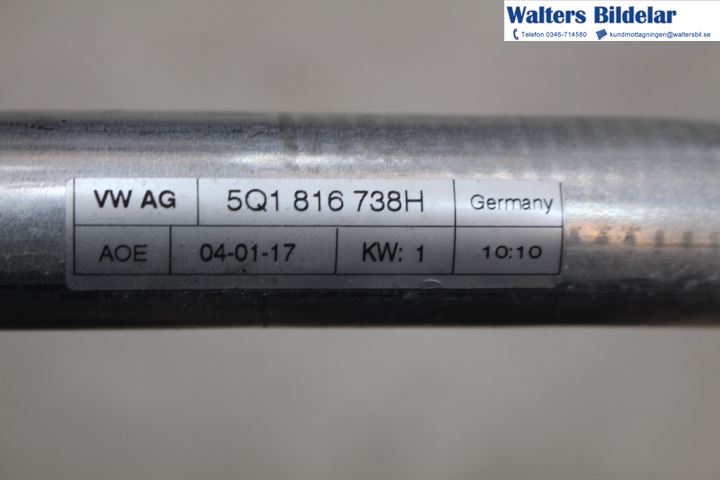 Walters Bildelar
Telefon 0346-714580 kundmottagningen@waltersbil.se
VW AG 5Q1 816 738H Germany
AOE 04-01-17 KW: 1 10:10